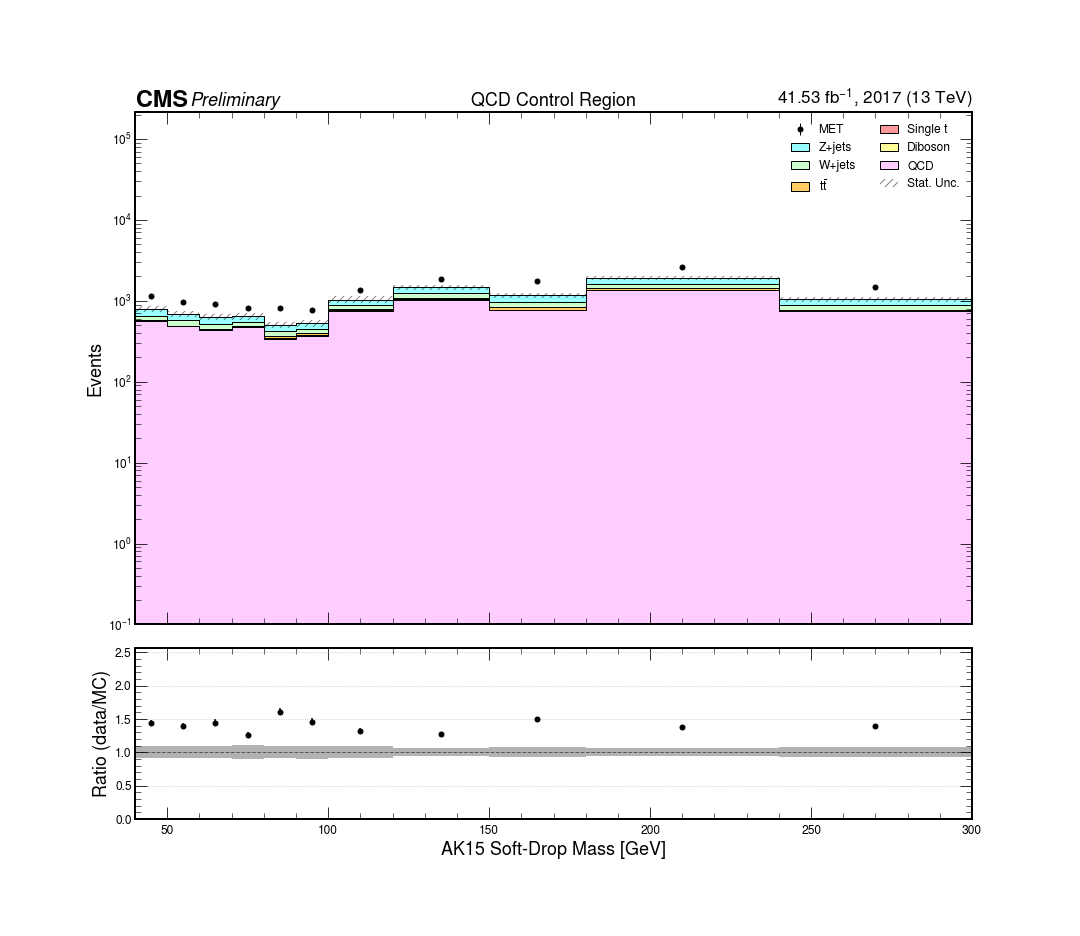 CMS Preliminary QCD Control Region 41.53 fb⁻¹, 2017 (13 TeV)
MET
Z+jets
W+jets
tt̄
Single t
Diboson
QCD
Stat. Unc.
Events
10⁵
10⁴
10³
10²
10¹
10⁰
10⁻¹
Ratio (data/MC)
2.5
2.0
1.5
1.0
0.5
0.0
50 100 150 200 250 300
AK15 Soft-Drop Mass [GeV]